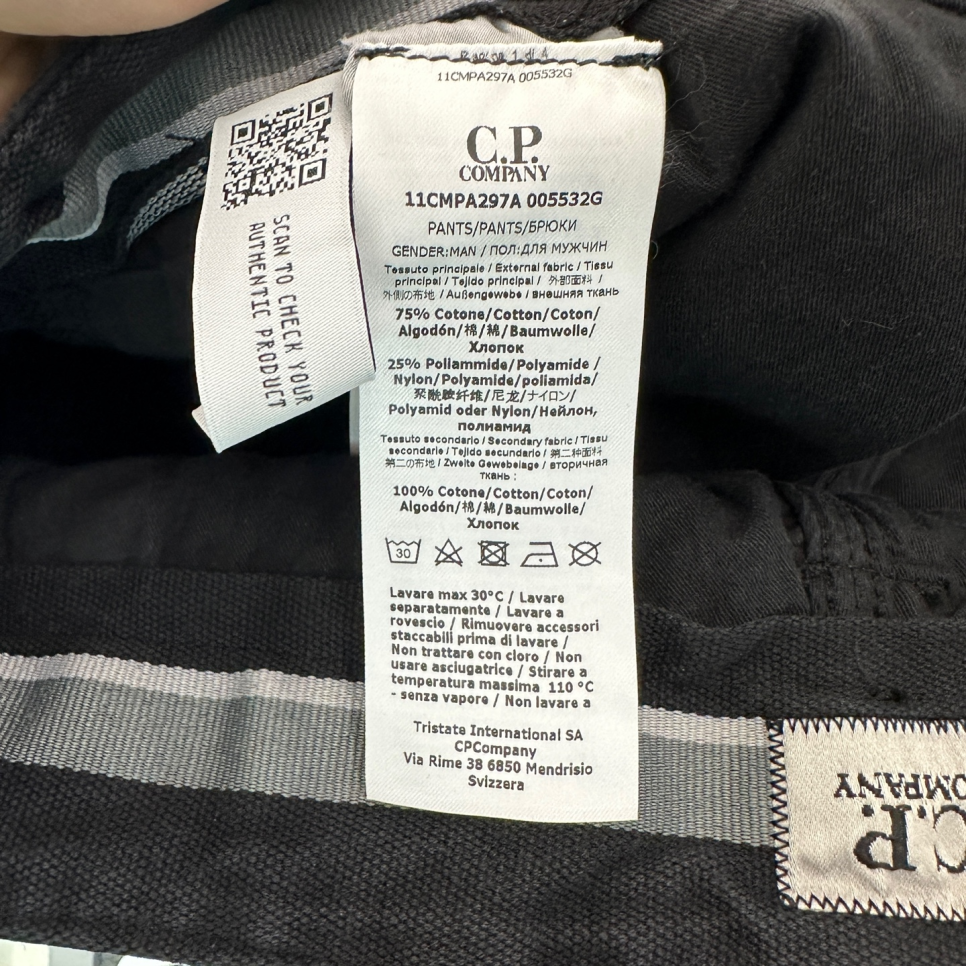 Pagina 1 di 4
11CMPA297A 005532G
C.P.
COMPANY
11CMPA297A 005532G
PANTS/PANTS/БРЮКИ
GENDER:MAN / ПОЛ:ДЛЯ МУЖЧИН
Tessuto principale / External fabric / Tissu
principal / Tejido principal / 外部面料 /
外側の布地 / Außengewebe / внешняя ткань
75% Cotone/Cotton/Coton/
Algodón/棉/綿/Baumwolle/
Хлопок
25% Poliammide/Polyamide /
Nylon/Polyamide/poliamida/
聚酰胺纤维/尼龙/ナイロン/
Polyamid oder Nylon/Нейлон,
полиамид
Tessuto secondario / Secondary fabric / Tissu
secondaire / Tejido secundario / 第二种面料
第二の布地 / Zweite Gewebelage / вторичная
ткань :
100% Cotone/Cotton/Coton/
Algodón/棉/綿/Baumwolle/
Хлопок
30
Lavare max 30°C / Lavare
separatamente / Lavare a
rovescio / Rimuovere accessori
staccabili prima di lavare /
Non trattare con cloro / Non
usare asciugatrice / Stirare a
temperatura massima 110 °C
- senza vapore / Non lavare a
Tristate International SA
CPCompany
Via Rime 38 6850 Mendrisio
Svizzera
SCAN TO CHECK YOUR
AUTHENTIC PRODUCT
C.P.
COMPANY